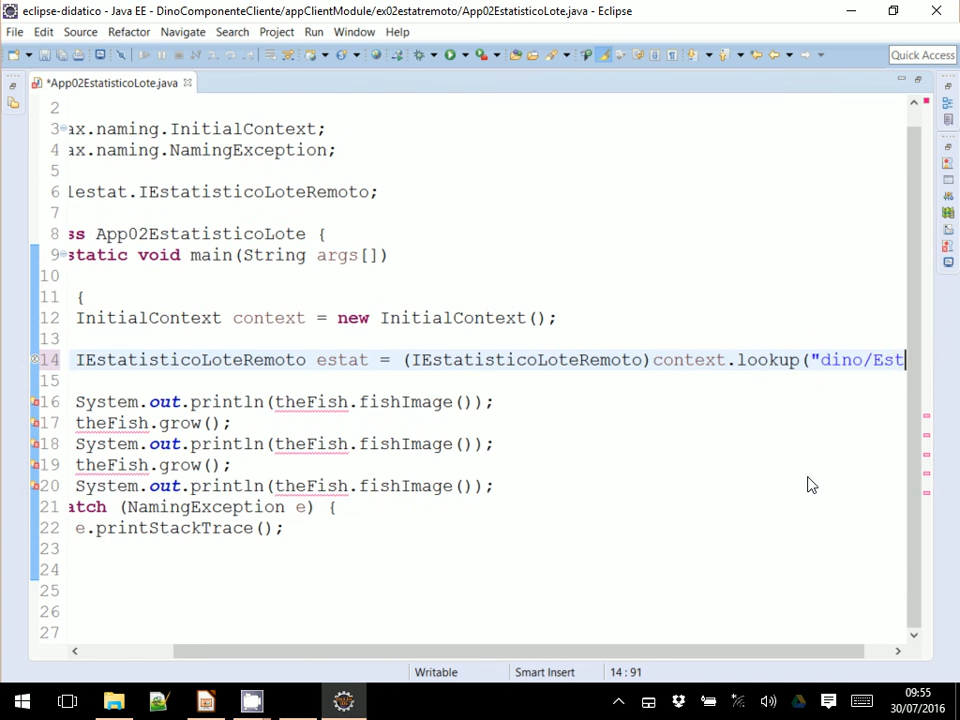 eclipse-didatico - Java EE - DinoComponenteCliente/appClientModule/ex02estatremoto/App02EstatisticoLote.java - Eclipse
File Edit Source Refactor Navigate Search Project Run Window Help
Quick Access
*App02EstatisticoLote.java
2
3 ax.naming.InitialContext;
4 ax.naming.NamingException;
5
6 lestat.IEstatisticoLoteRemoto;
7
8 ss App02EstatisticoLote {
9 static void main(String args[])
10
11 {
12 InitialContext context = new InitialContext();
13
14 IEstatisticoLoteRemoto estat = (IEstatisticoLoteRemoto)context.lookup("dino/Est
15
16 System.out.println(theFish.fishImage());
17 theFish.grow();
18 System.out.println(theFish.fishImage());
19 theFish.grow();
20 System.out.println(theFish.fishImage());
21 atch (NamingException e) {
22 e.printStackTrace();
23
24
25
26
27
Writable Smart Insert 14 : 91
09:55
30/07/2016